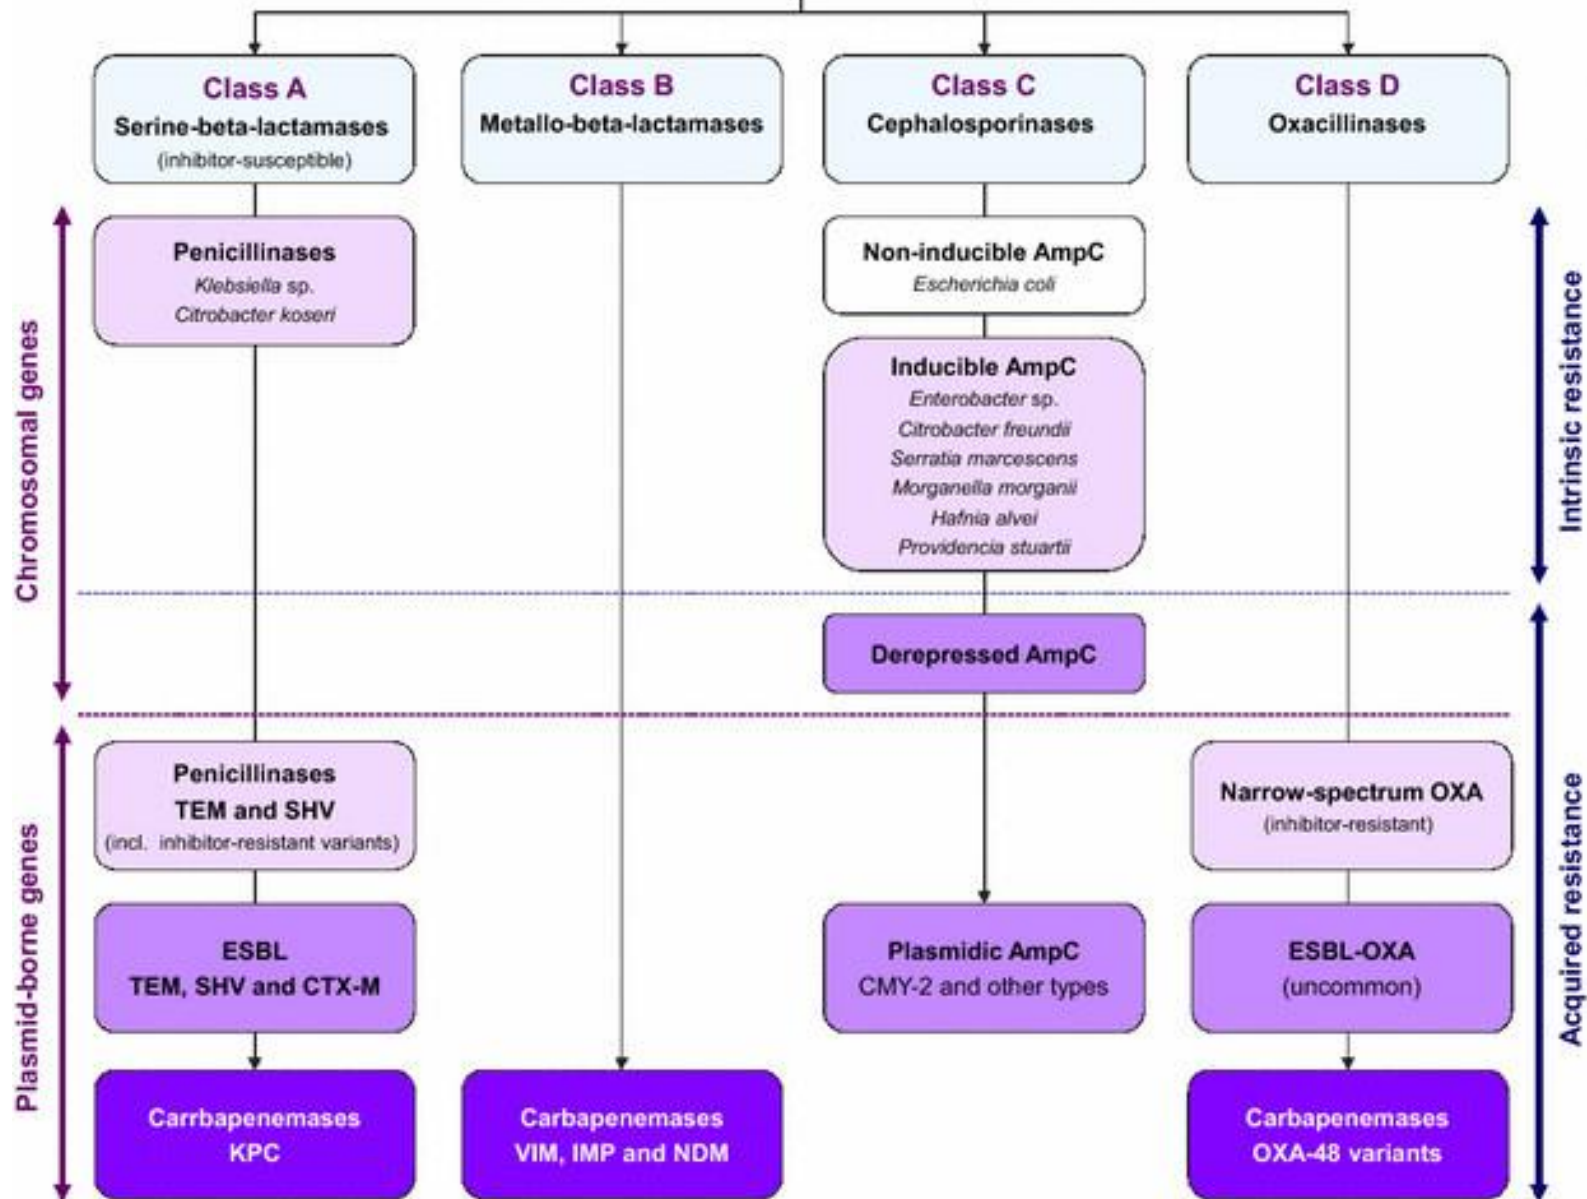 Class A
Serine-beta-lactamases
(inhibitor-susceptible)
Class B
Metallo-beta-lactamases
Class C
Cephalosporinases
Class D
Oxacillinases
Chromosomal genes
Penicillinases
Klebsiella sp.
Citrobacter koseri
Non-inducible AmpC
Escherichia coli
Inducible AmpC
Enterobacter sp.
Citrobacter freundii
Serratia marcescens
Morganella morganii
Hafnia alvei
Providencia stuartii
Intrinsic resistance
Derepressed AmpC
Plasmid-borne genes
Penicillinases
TEM and SHV
(incl. inhibitor-resistant variants)
Narrow-spectrum OXA
(inhibitor-resistant)
ESBL
TEM, SHV and CTX-M
Plasmidic AmpC
CMY-2 and other types
ESBL-OXA
(uncommon)
Acquired resistance
Carrbapenemases
KPC
Carbapenemases
VIM, IMP and NDM
Carbapenemases
OXA-48 variants